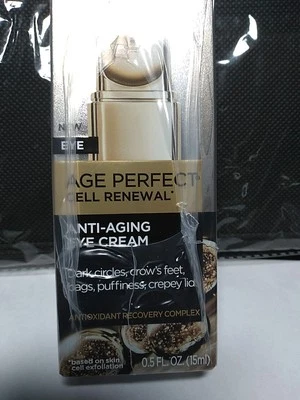 NEW
EYE
AGE PERFECT®
CELL RENEWAL*
ANTI-AGING
EYE CREAM
Dark circles, crow's feet,
bags, puffiness, crepey lid
ANTIOXIDANT RECOVERY COMPLEX
*based on skin
cell exfoliation
0.5 FL. OZ. (15ml)